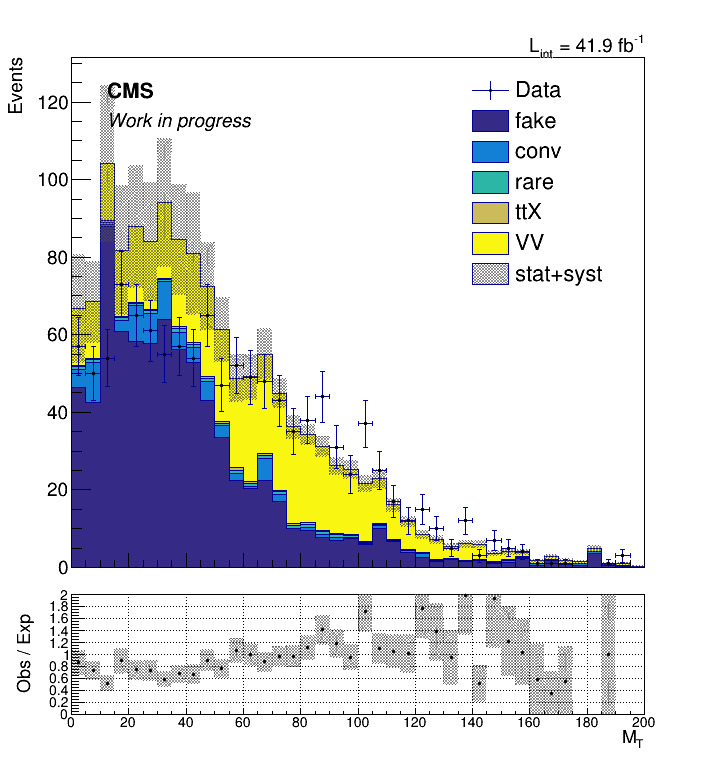 L_int = 41.9 fb^-1
Events
CMS
Work in progress
Data
fake
conv
rare
ttX
VV
stat+syst
120
100
80
60
40
20
0
Obs / Exp
2
1.8
1.6
1.4
1.2
1
0.8
0.6
0.4
0.2
0
0 20 40 60 80 100 120 140 160 180 200
M_T